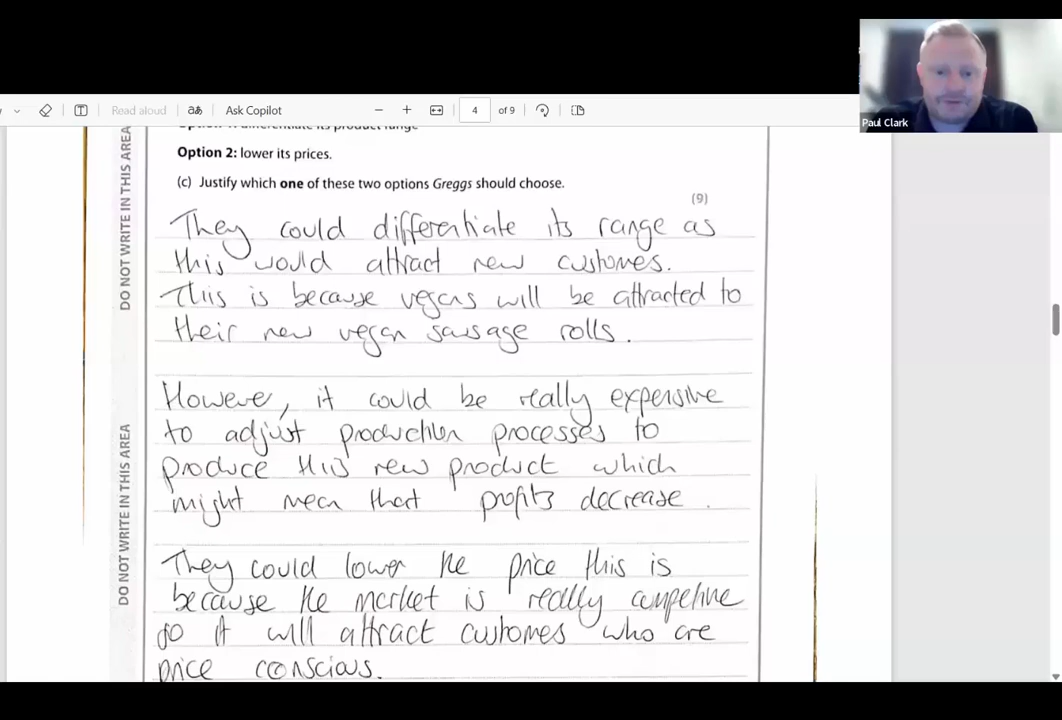 Read aloud
Ask Copilot
4
of 9
Paul Clark
Option 2: lower its prices.
(c) Justify which one of these two options Greggs should choose.
(9)
They could differentiate its range as
this would attract new customes.
This is because vegans will be attracted to
their new vegan sausage rolls.
However, it could be really expensive
to adjust production processes to
produce this new product which
might mean that profits decrease.
They could lower the price this is
because the market is really competive
so it will attract customes who are
price conscious.
DO NOT WRITE IN THIS AREA
DO NOT WRITE IN THIS AREA